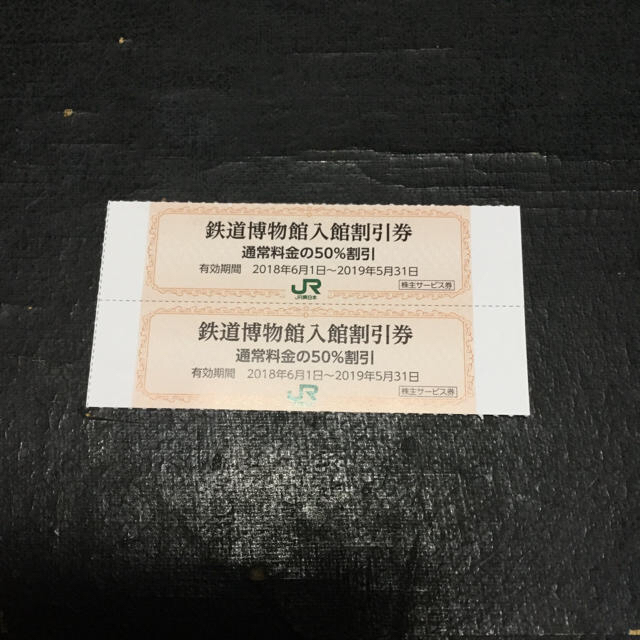 鉄道博物館入館割引券
通常料金の50%割引
有効期間 2018年6月1日~2019年5月31日
株主サービス券
JR
JR東日本
鉄道博物館入館割引券
通常料金の50%割引
有効期間 2018年6月1日~2019年5月31日
株主サービス券
JR